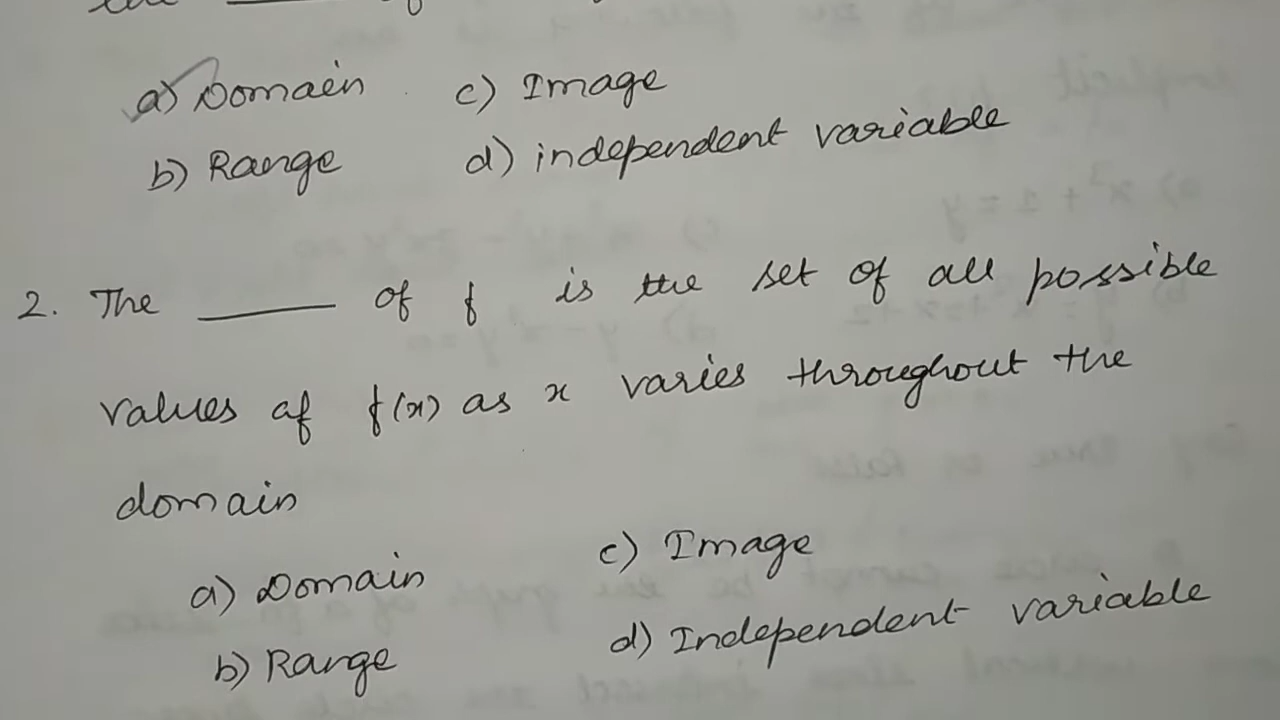 a) Domain c) Image
b) Range d) independent variable
2. The ____ of f is the set of all possible
values of f(x) as x varies throughout the
domain
a) Domain c) Image
b) Range d) Independent variable